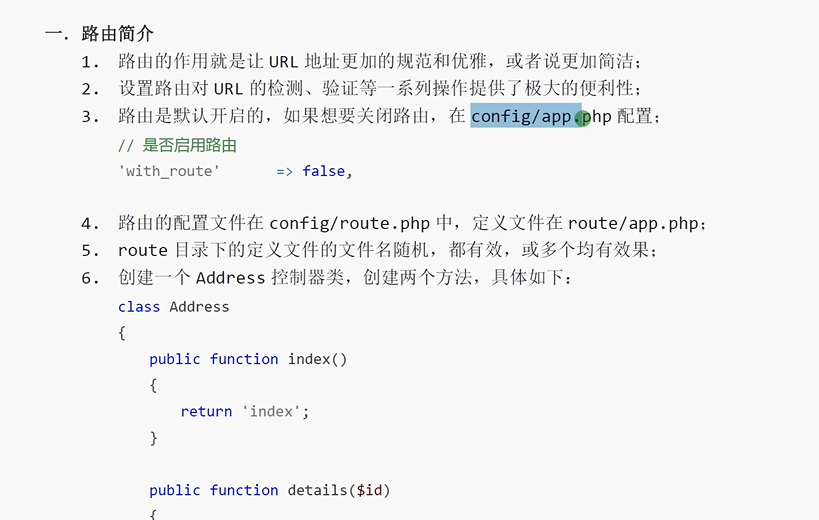 一. 路由简介
1. 路由的作用就是让 URL 地址更加的规范和优雅，或者说更加简洁；
2. 设置路由对 URL 的检测、验证等一系列操作提供了极大的便利性；
3. 路由是默认开启的，如果想要关闭路由，在 config/app.php 配置；
// 是否启用路由
'with_route' => false,
4. 路由的配置文件在 config/route.php 中，定义文件在 route/app.php；
5. route 目录下的定义文件的文件名随机，都有效，或多个均有效果；
6. 创建一个 Address 控制器类，创建两个方法，具体如下：
class Address
{
public function index()
{
return 'index';
}
public function details($id)
{